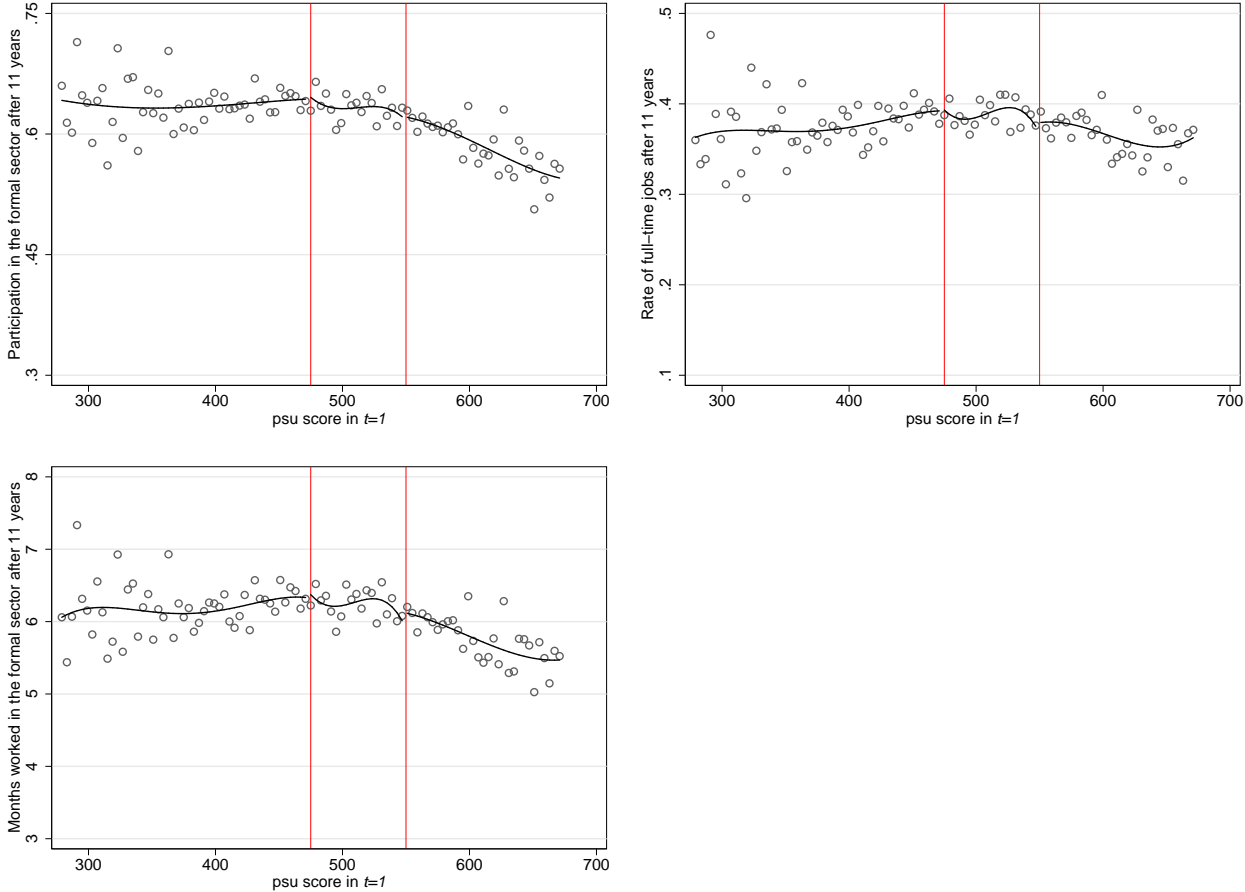 Participation in the formal sector after 11 years
.75
.6
.45
.3
300 400 500 600 700
psu score in t=1
Rate of full−time jobs after 11 years
.5
.4
.3
.2
.1
300 400 500 600 700
psu score in t=1
Months worked in the formal sector after 11 years
8
7
6
5
4
3
300 400 500 600 700
psu score in t=1